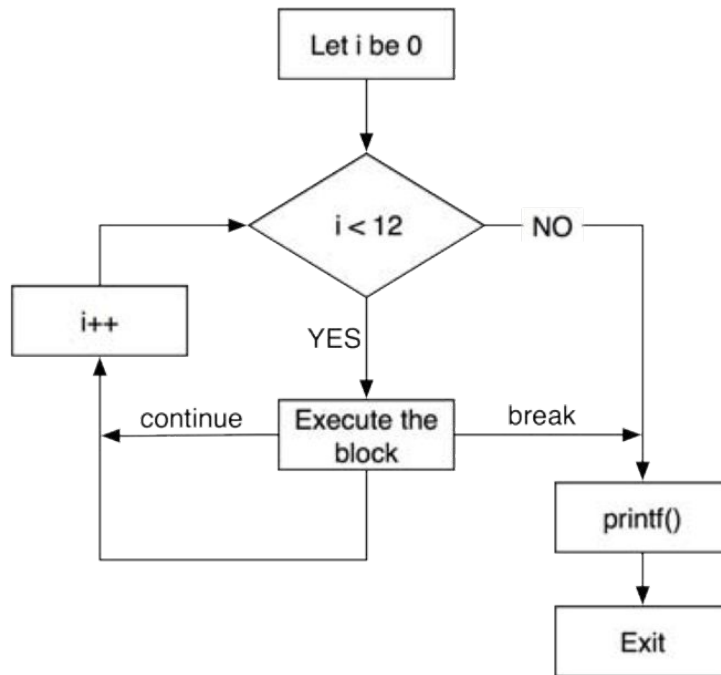 Let i be 0
i < 12
NO
i++
YES
continue
Execute the
block
break
printf()
Exit